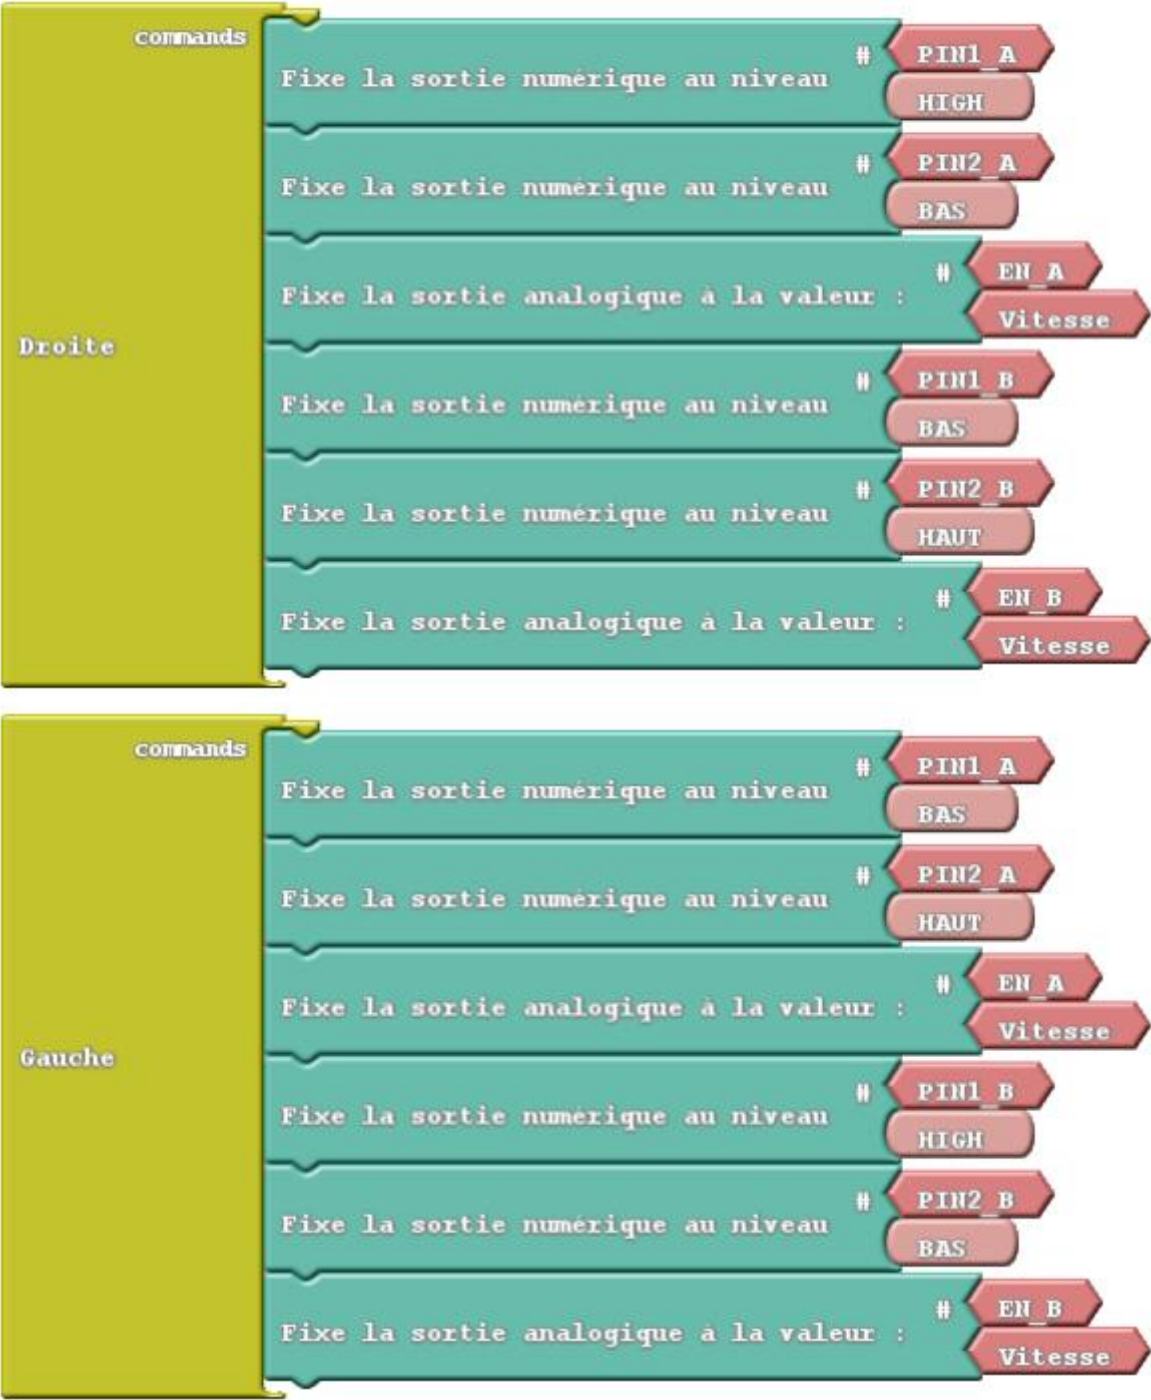 commands
# PIN1_A
Fixe la sortie numérique au niveau
HIGH
# PIN2_A
Fixe la sortie numérique au niveau
BAS
# EN_A
Fixe la sortie analogique à la valeur :
Vitesse
Droite
# PIN1_B
Fixe la sortie numérique au niveau
BAS
# PIN2_B
Fixe la sortie numérique au niveau
HAUT
# EN_B
Fixe la sortie analogique à la valeur :
Vitesse
commands
# PIN1_A
Fixe la sortie numérique au niveau
BAS
# PIN2_A
Fixe la sortie numérique au niveau
HAUT
# EN_A
Fixe la sortie analogique à la valeur :
Vitesse
Gauche
# PIN1_B
Fixe la sortie numérique au niveau
HIGH
# PIN2_B
Fixe la sortie numérique au niveau
BAS
# EN_B
Fixe la sortie analogique à la valeur :
Vitesse